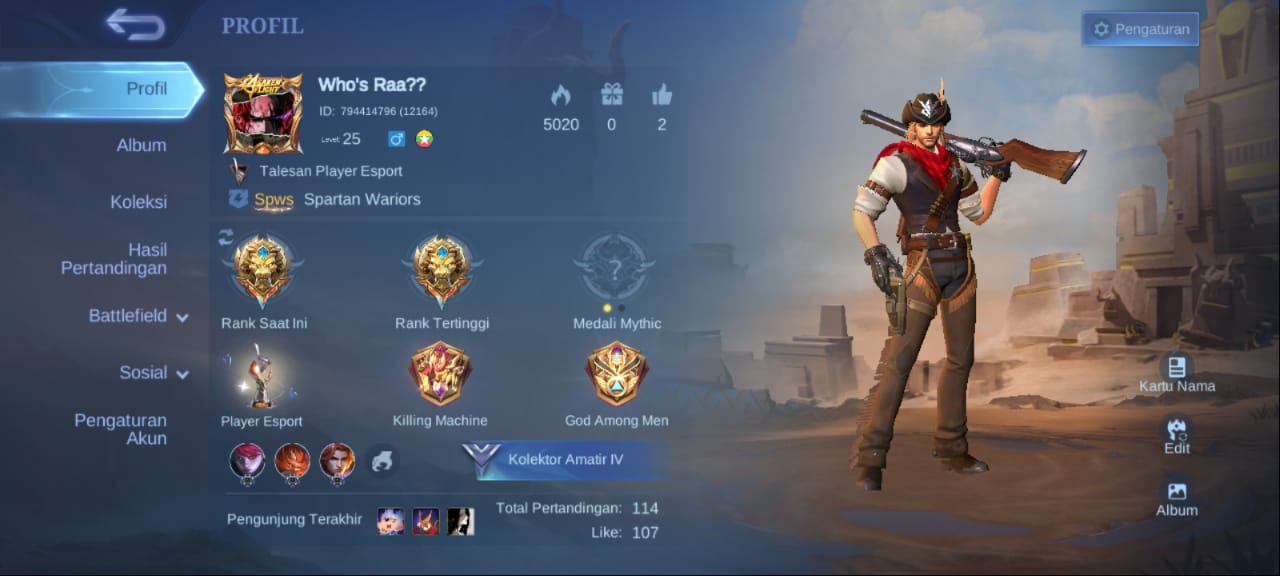 PROFIL
Pengaturan
Profil
Album
Koleksi
Hasil
Pertandingan
Battlefield
Sosial
Pengaturan
Akun
Who's Raa??
ID: 794414796 (12164)
Level: 25
5020
0
2
Talesan Player Esport
Spws Spartan Wariors
Rank Saat Ini
Rank Tertinggi
?
Medali Mythic
Player Esport
Killing Machine
God Among Men
Kolektor Amatir IV
Pengunjung Terakhir
Total Pertandingan: 114
Like: 107
Kartu Nama
Edit
Album